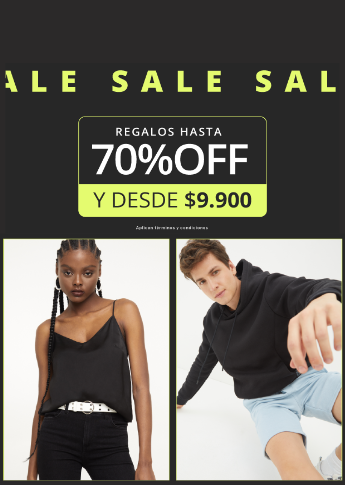 ALE SALE SAL
REGALOS HASTA
70%OFF
Y DESDE $9.900
Aplican términos y condiciones